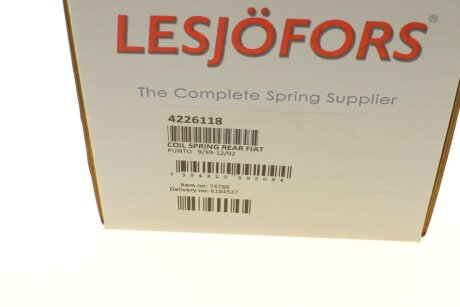 LESJÖFORS®
The Complete Spring Supplier
4226118
COIL SPRING REAR FIAT
PUNTO 9/99-12/02
7 394410 092094
Item no: 74788
Delivery no: 6184537